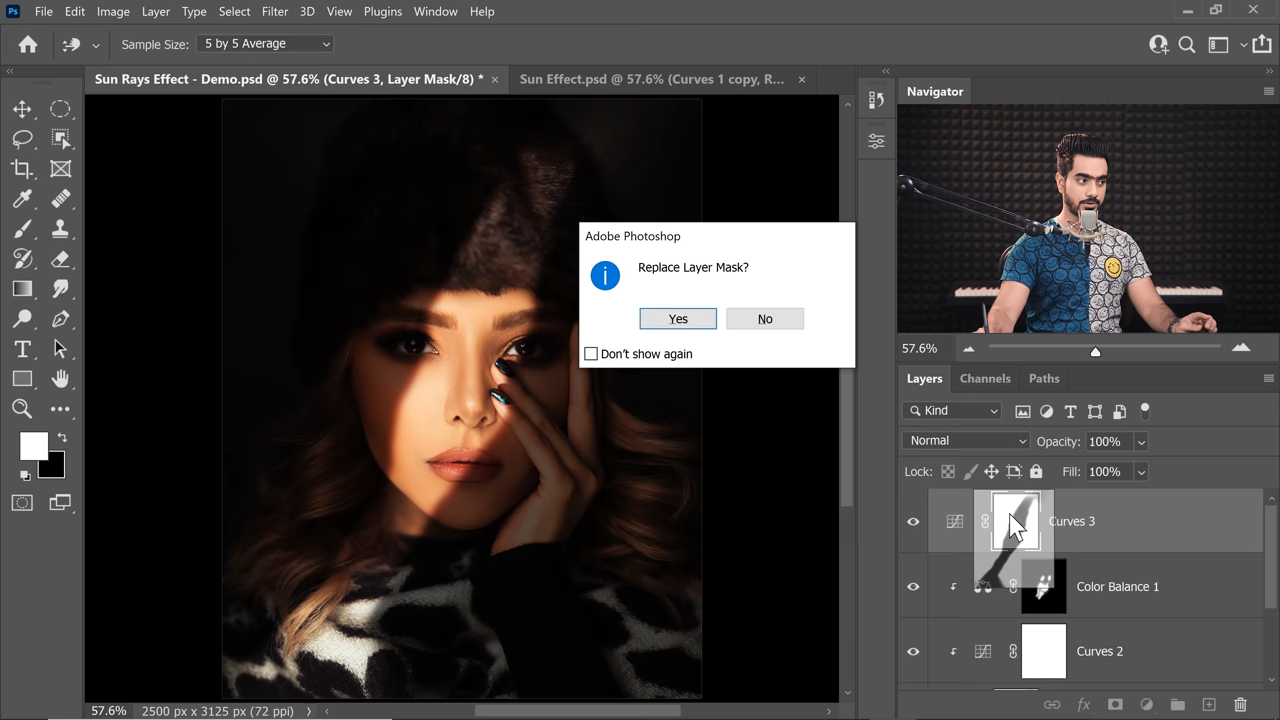 Ps File Edit Image Layer Type Select Filter 3D View Plugins Window Help
Sample Size: 5 by 5 Average
Sun Rays Effect - Demo.psd @ 57.6% (Curves 3, Layer Mask/8) * Sun Effect.psd @ 57.6% (Curves 1 copy, R...
Navigator
Adobe Photoshop
Replace Layer Mask?
Yes No
Don't show again
57.6%
Layers Channels Paths
Kind
Normal Opacity: 100%
Lock: Fill: 100%
Curves 3
Color Balance 1
Curves 2
fx
57.6% 2500 px x 3125 px (72 ppi)